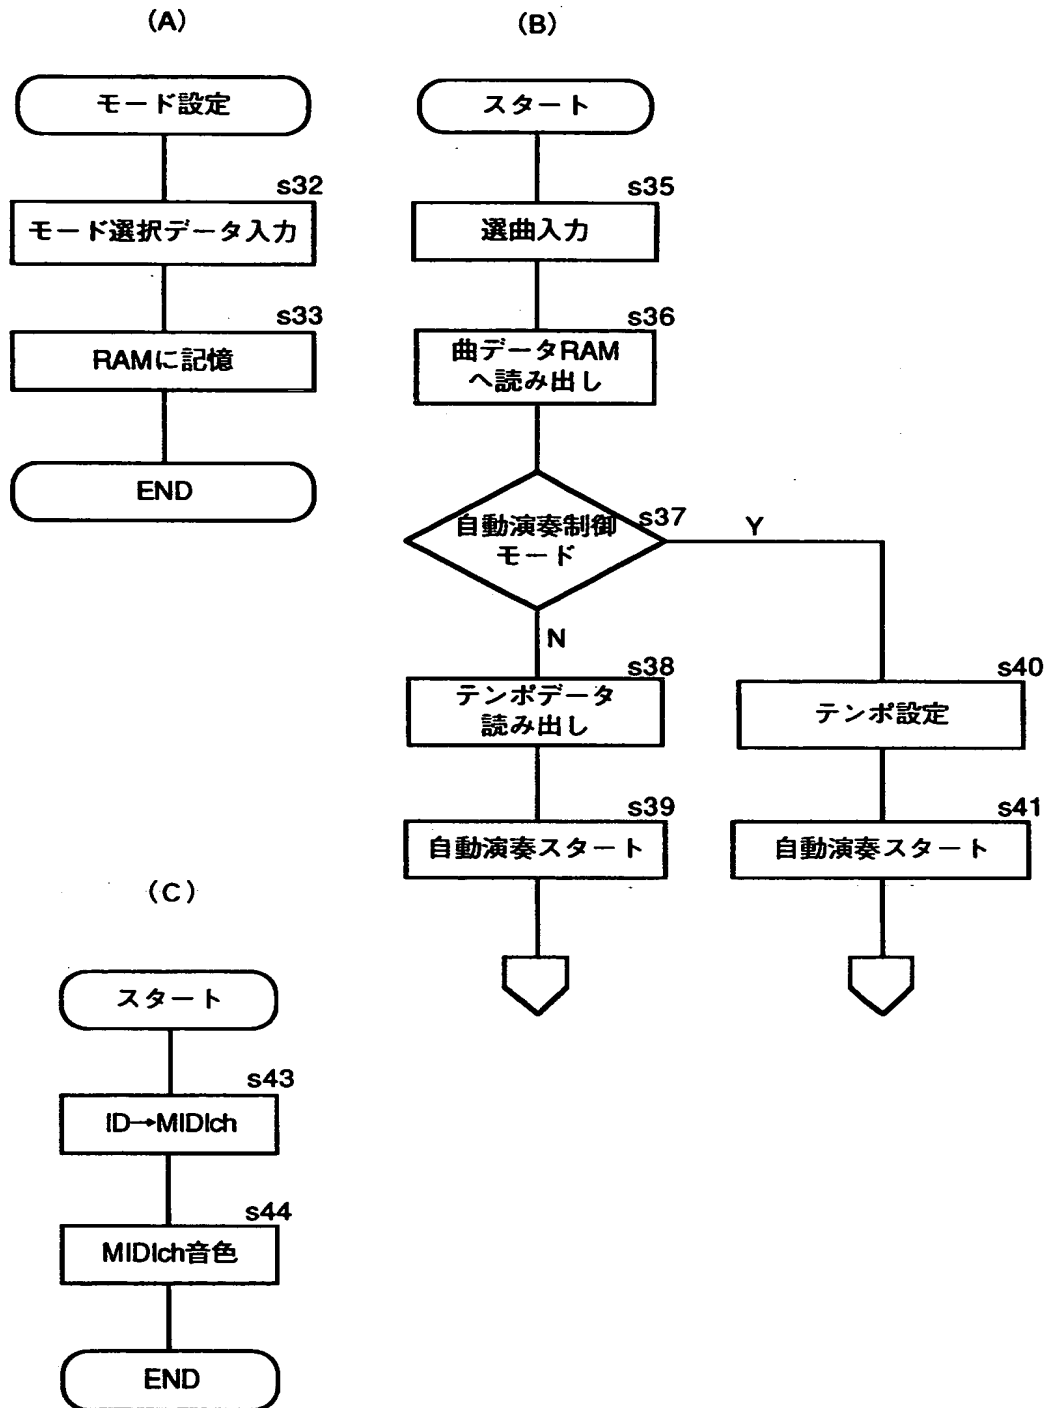 (A)
モード設定
s32
モード選択データ入力
s33
RAMに記憶
END
(B)
スタート
s35
選曲入力
s36
曲データRAM
へ読み出し
s37
自動演奏制御
モード
Y
N
s38
テンポデータ
読み出し
s39
自動演奏スタート
s40
テンポ設定
s41
自動演奏スタート
(C)
スタート
s43
ID→MIDIch
s44
MIDIch音色
END